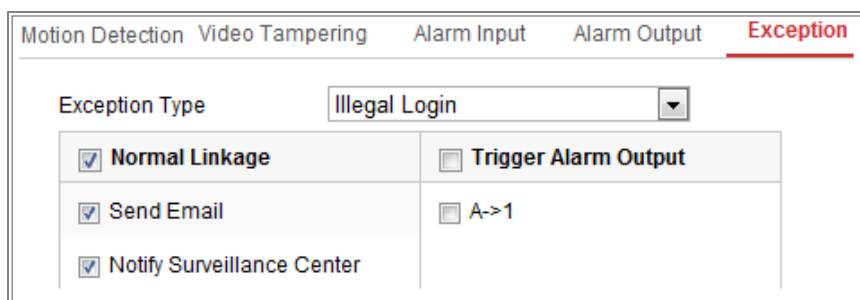 Motion Detection Video Tampering Alarm Input Alarm Output Exception
Exception Type Illegal Login
Normal Linkage Trigger Alarm Output
Send Email A->1
Notify Surveillance Center